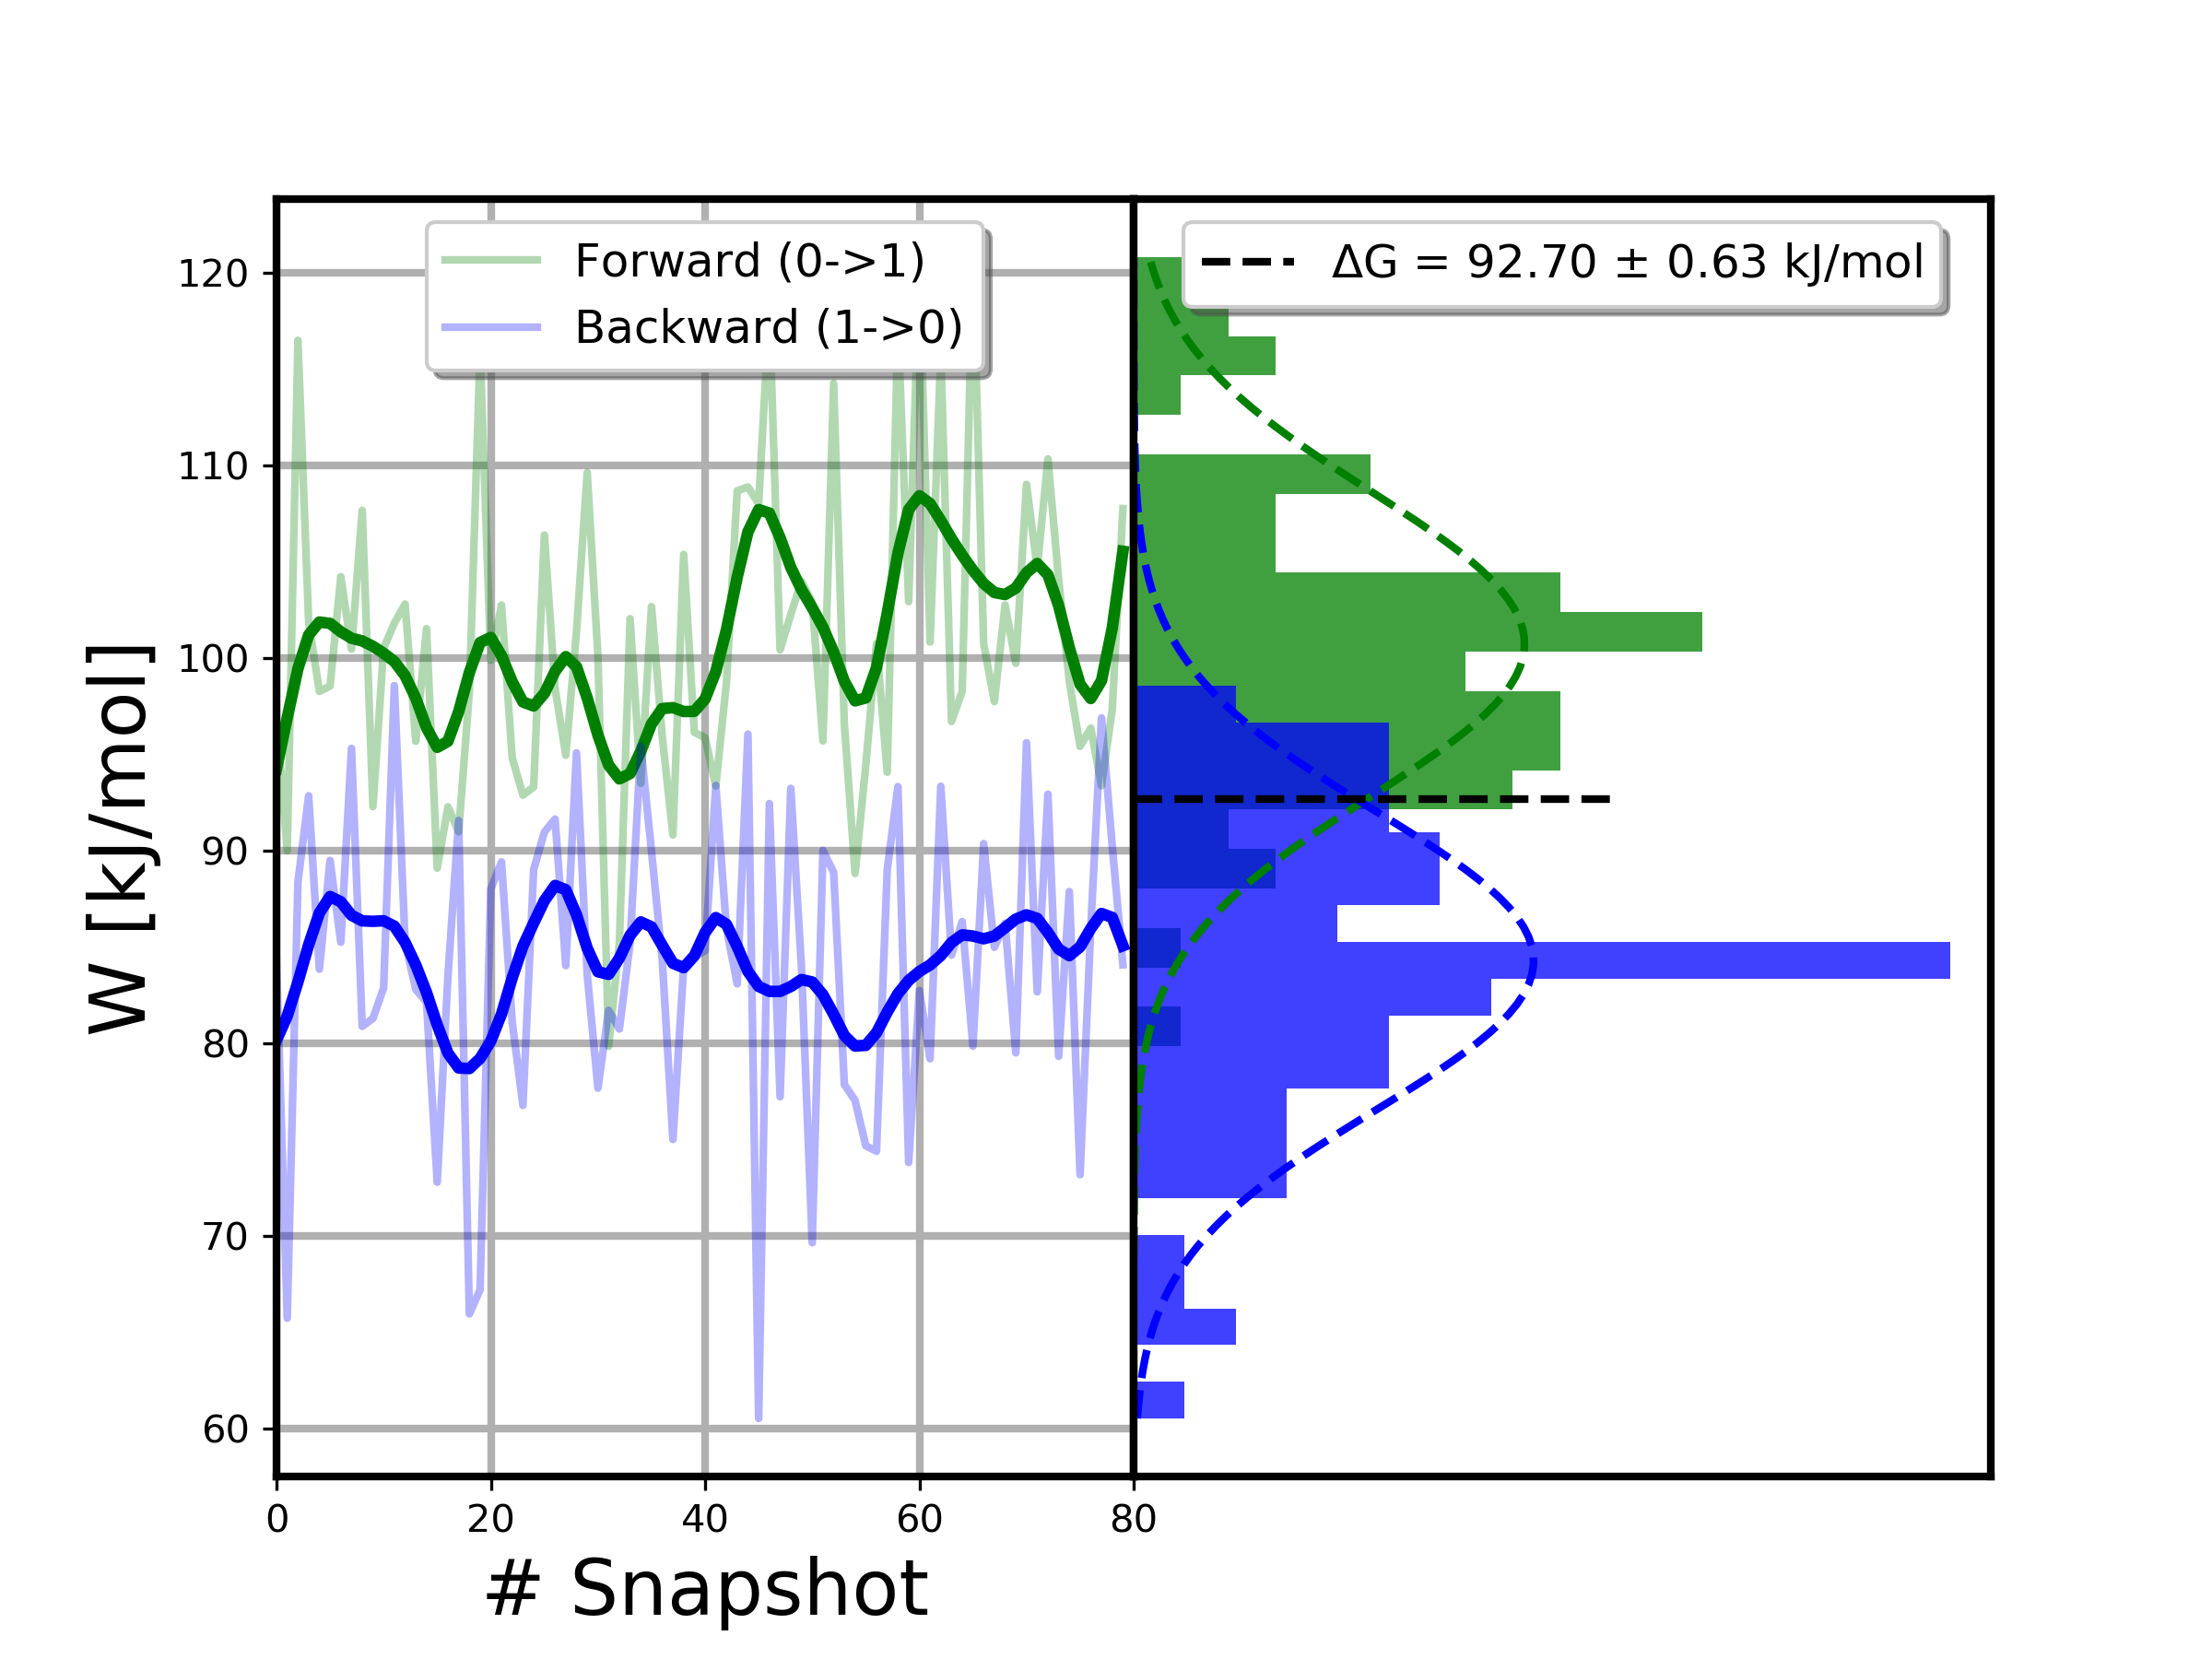 Forward (0->1)
Backward (1->0)
ΔG = 92.70 ± 0.63 kJ/mol
W [kJ/mol]
120
110
100
90
80
70
60
0 20 40 60 80
# Snapshot